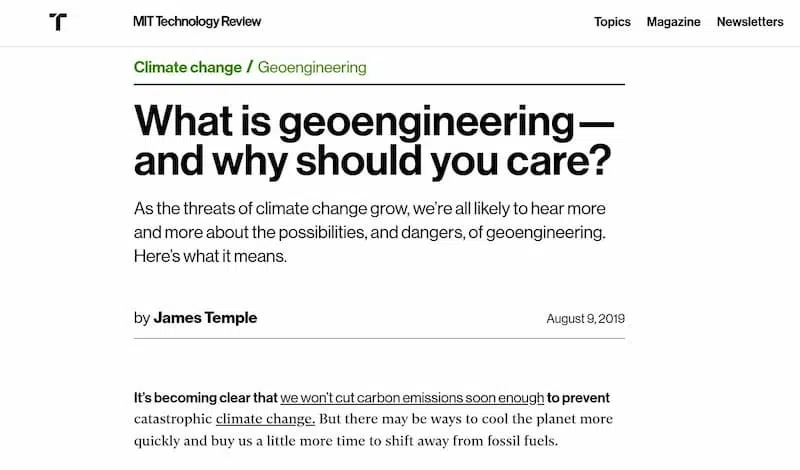 MIT Technology Review
Topics Magazine Newsletters
Climate change / Geoengineering
What is geoengineering—
and why should you care?
As the threats of climate change grow, we’re all likely to hear more
and more about the possibilities, and dangers, of geoengineering.
Here’s what it means.
by James Temple
August 9, 2019
It’s becoming clear that we won’t cut carbon emissions soon enough to prevent
catastrophic climate change. But there may be ways to cool the planet more
quickly and buy us a little more time to shift away from fossil fuels.